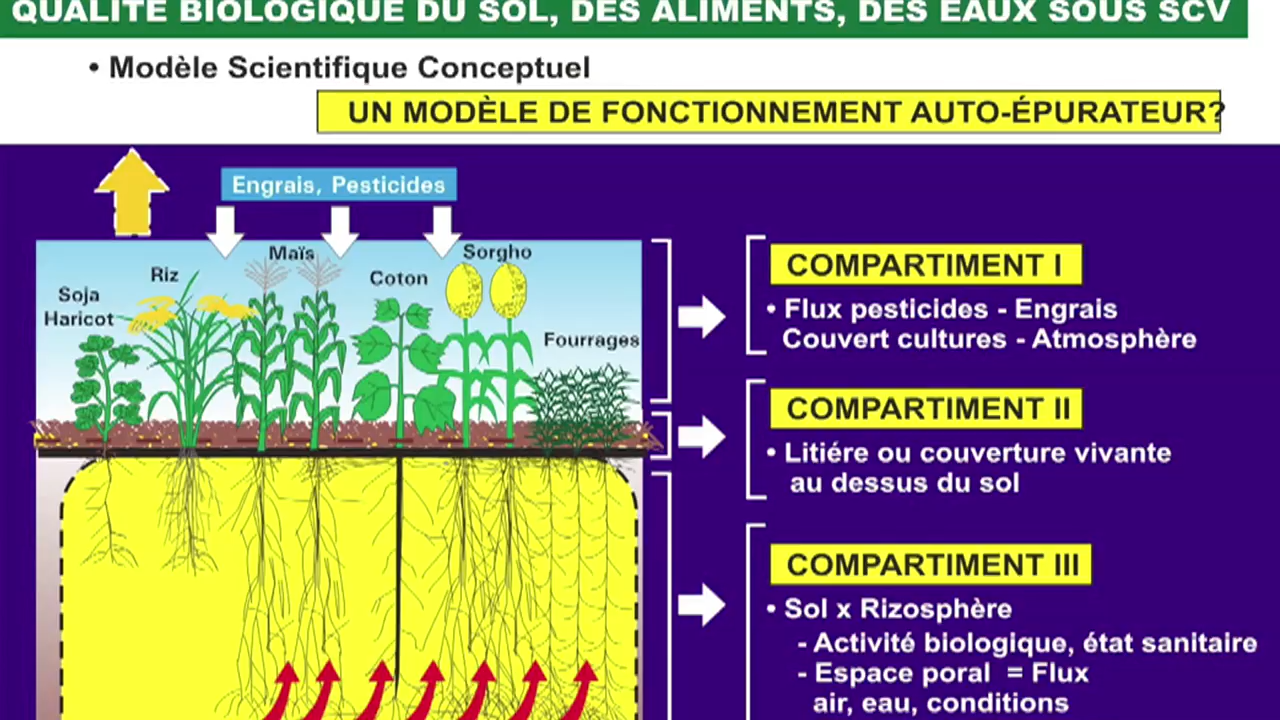 QUALITÉ BIOLOGIQUE DU SOL, DES ALIMENTS, DES EAUX SOUS SCV
• Modèle Scientifique Conceptuel
UN MODÈLE DE FONCTIONNEMENT AUTO-ÉPURATEUR?
Engrais, Pesticides
Maïs
Sorgho
Riz
Coton
Soja
Haricot
Fourrages
COMPARTIMENT I
• Flux pesticides - Engrais
Couvert cultures - Atmosphère
COMPARTIMENT II
• Litiére ou couverture vivante
au dessus du sol
COMPARTIMENT III
• Sol x Rizosphère
- Activité biologique, état sanitaire
- Espace poral = Flux
air, eau, conditions